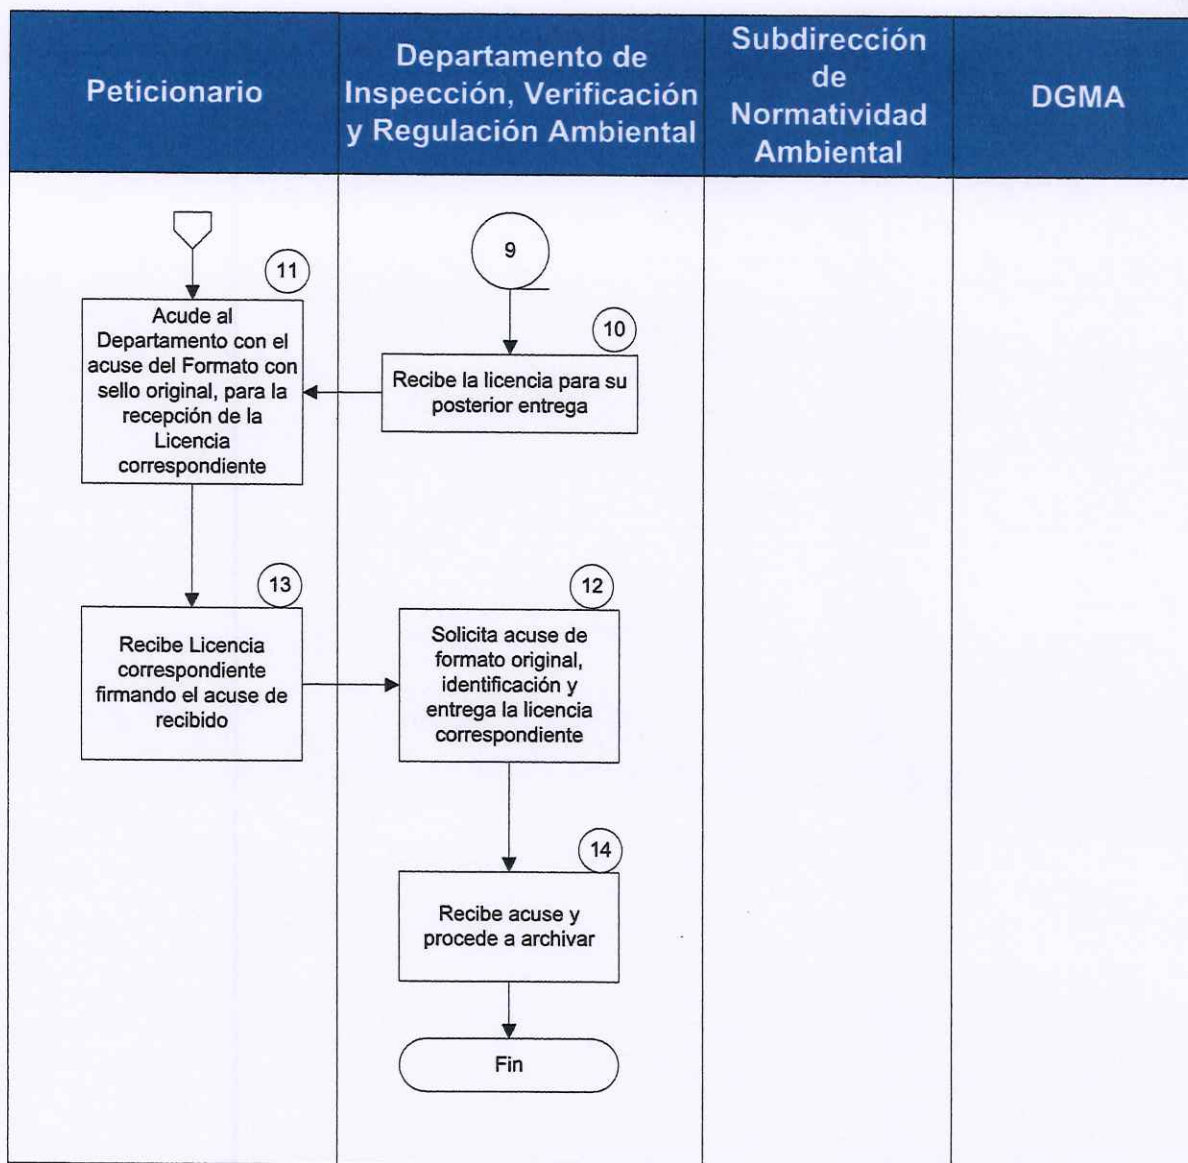 Peticionario
Departamento de
Inspección, Verificación
y Regulación Ambiental
Subdirección
de
Normatividad
Ambiental
DGMA
9
11
Acude al
Departamento con el
acuse del Formato con
sello original, para la
recepción de la
Licencia
correspondiente
10
Recibe la licencia para su
posterior entrega
13
Recibe Licencia
correspondiente
firmando el acuse de
recibido
12
Solicita acuse de
formato original,
identificación y
entrega la licencia
correspondiente
14
Recibe acuse y
procede a archivar
Fin